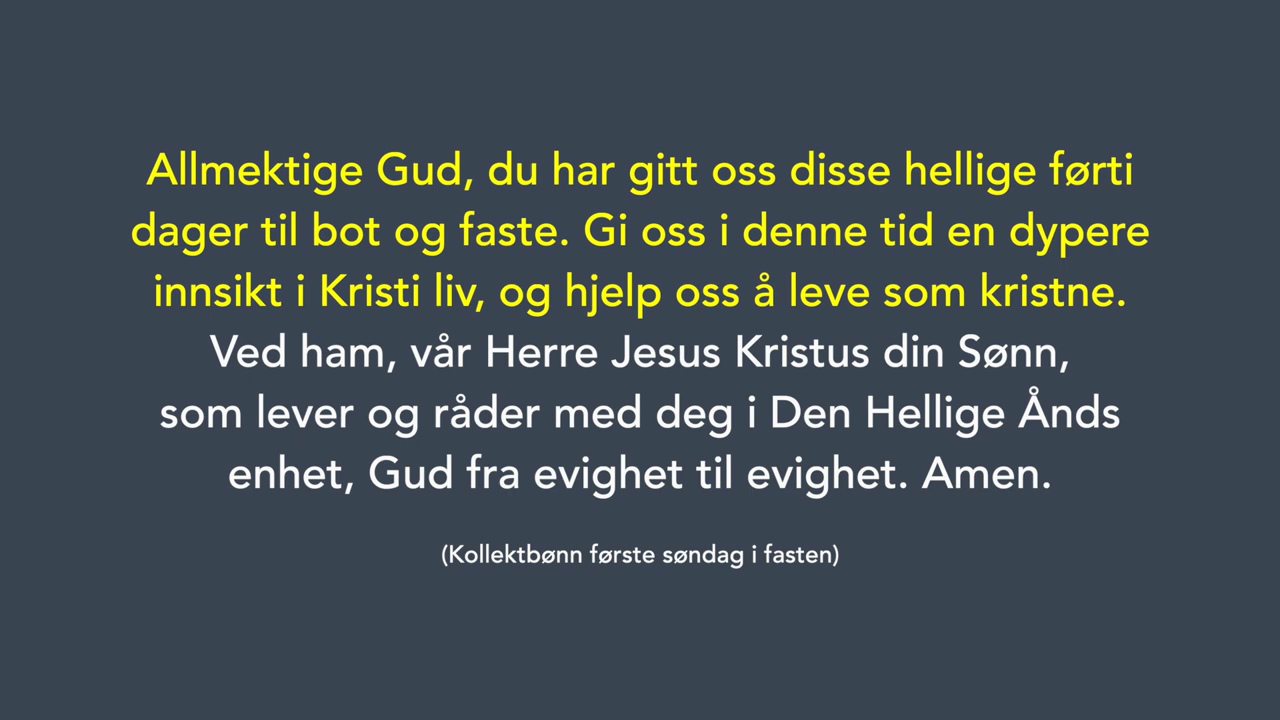 Allmektige Gud, du har gitt oss disse hellige førti
dager til bot og faste. Gi oss i denne tid en dypere
innsikt i Kristi liv, og hjelp oss å leve som kristne.
Ved ham, vår Herre Jesus Kristus din Sønn,
som lever og råder med deg i Den Hellige Ånds
enhet, Gud fra evighet til evighet. Amen.
(Kollektbønn første søndag i fasten)